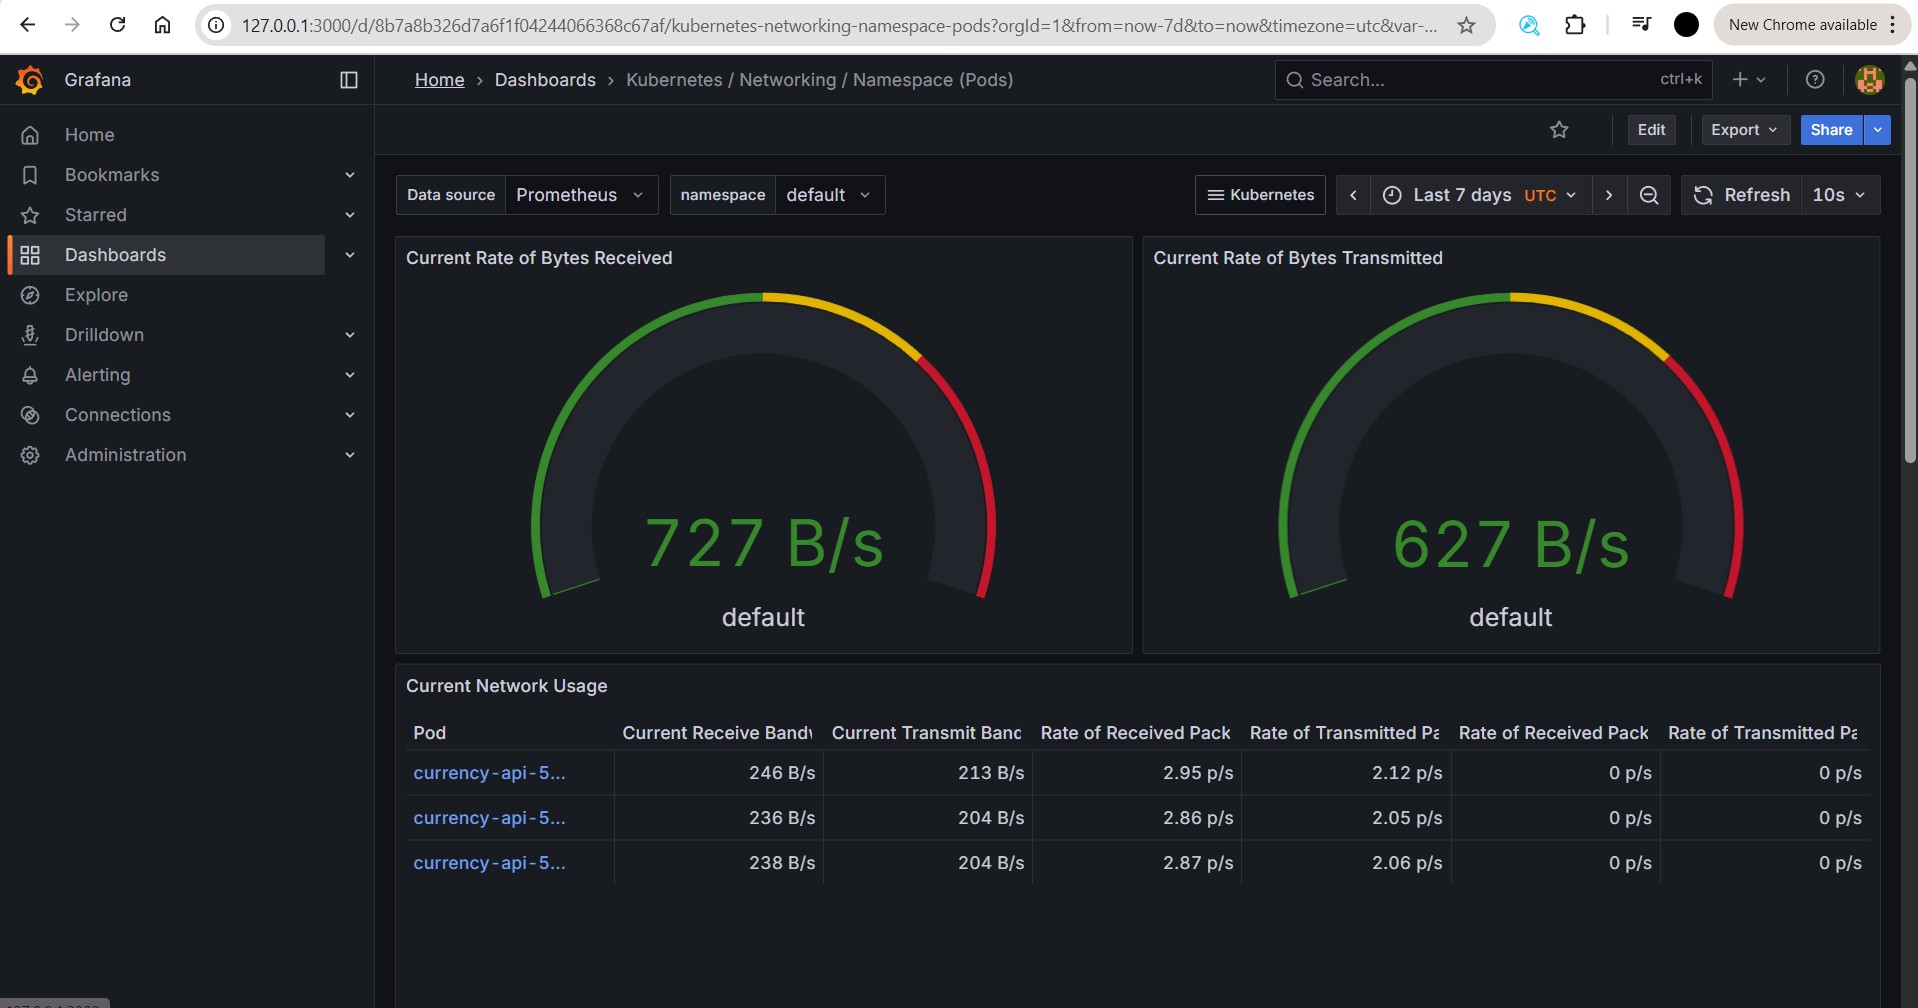 127.0.0.1:3000/d/8b7a8b326d7a6f1f04244066368c67af/kubernetes-networking-namespace-pods?orgId=1&from=now-7d&to=now&timezone=utc&var-...
New Chrome available
Grafana
Home › Dashboards › Kubernetes / Networking / Namespace (Pods)
Search...
ctrl+k
Home
Bookmarks
Starred
Dashboards
Explore
Drilldown
Alerting
Connections
Administration
Edit
Export
Share
Data source
Prometheus
namespace
default
Kubernetes
Last 7 days UTC
Refresh
10s
Current Rate of Bytes Received
727 B/s
default
Current Rate of Bytes Transmitted
627 B/s
default
Current Network Usage
Pod Current Receive Bandv Current Transmit Banc Rate of Received Pack Rate of Transmitted Pa Rate of Received Pack Rate of Transmitted Pa
currency-api-5... 246 B/s 213 B/s 2.95 p/s 2.12 p/s 0 p/s 0 p/s
currency-api-5... 236 B/s 204 B/s 2.86 p/s 2.05 p/s 0 p/s 0 p/s
currency-api-5... 238 B/s 204 B/s 2.87 p/s 2.06 p/s 0 p/s 0 p/s